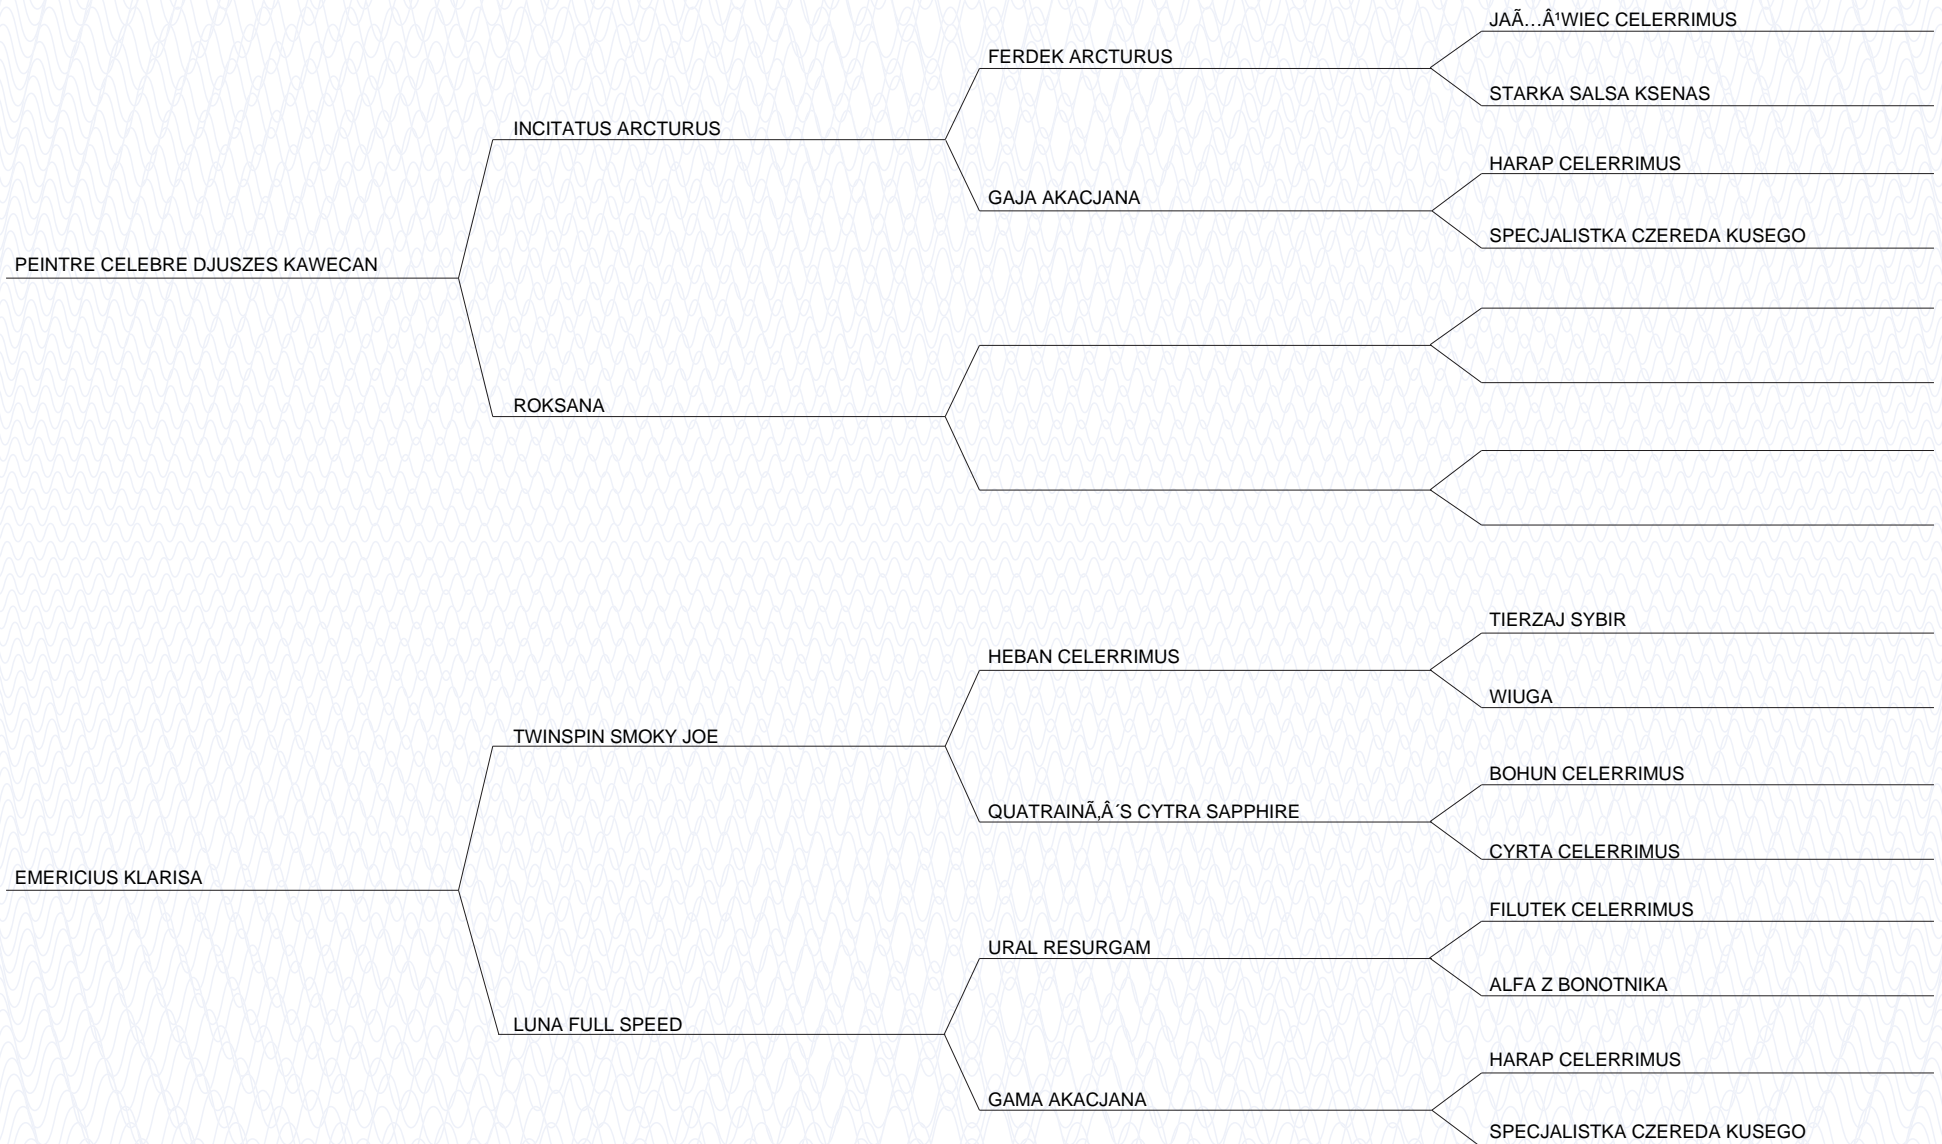 JAÃ…Â¹WIEC CELERRIMUS
FERDEK ARCTURUS
STARKA SALSA KSENAS
INCITATUS ARCTURUS
HARAP CELERRIMUS
GAJA AKACJANA
SPECJALISTKA CZEREDA KUSEGO
PEINTRE CELEBRE DJUSZES KAWECAN
ROKSANA
TIERZAJ SYBIR
HEBAN CELERRIMUS
WIUGA
TWINSPIN SMOKY JOE
BOHUN CELERRIMUS
QUATRAINÃ‚Â´S CYTRA SAPPHIRE
CYRTA CELERRIMUS
EMERICIUS KLARISA
FILUTEK CELERRIMUS
URAL RESURGAM
ALFA Z BONOTNIKA
LUNA FULL SPEED
HARAP CELERRIMUS
GAMA AKACJANA
SPECJALISTKA CZEREDA KUSEGO